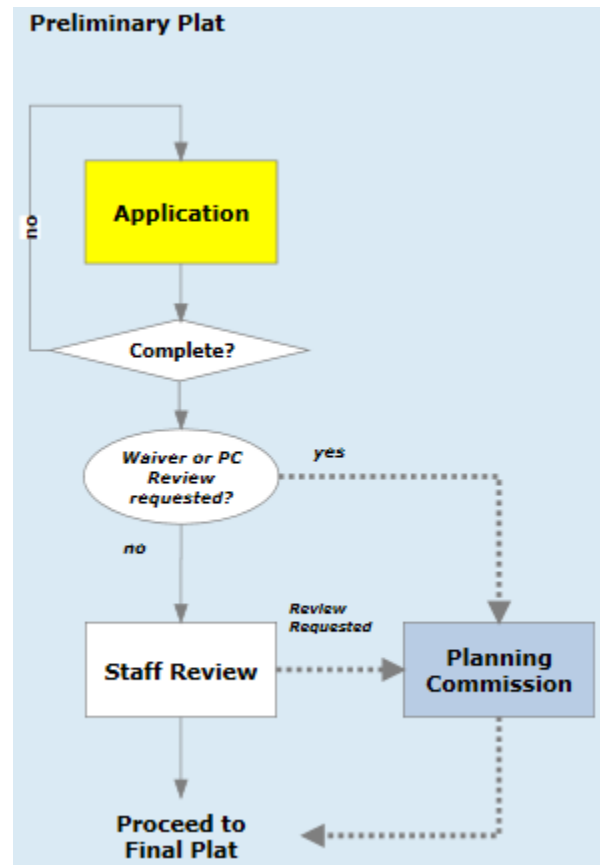 Preliminary Plat
no
Application
Complete?
Waiver or PC
Review
requested?
yes
no
Review
Requested
Staff Review
Planning
Commission
Proceed to
Final Plat